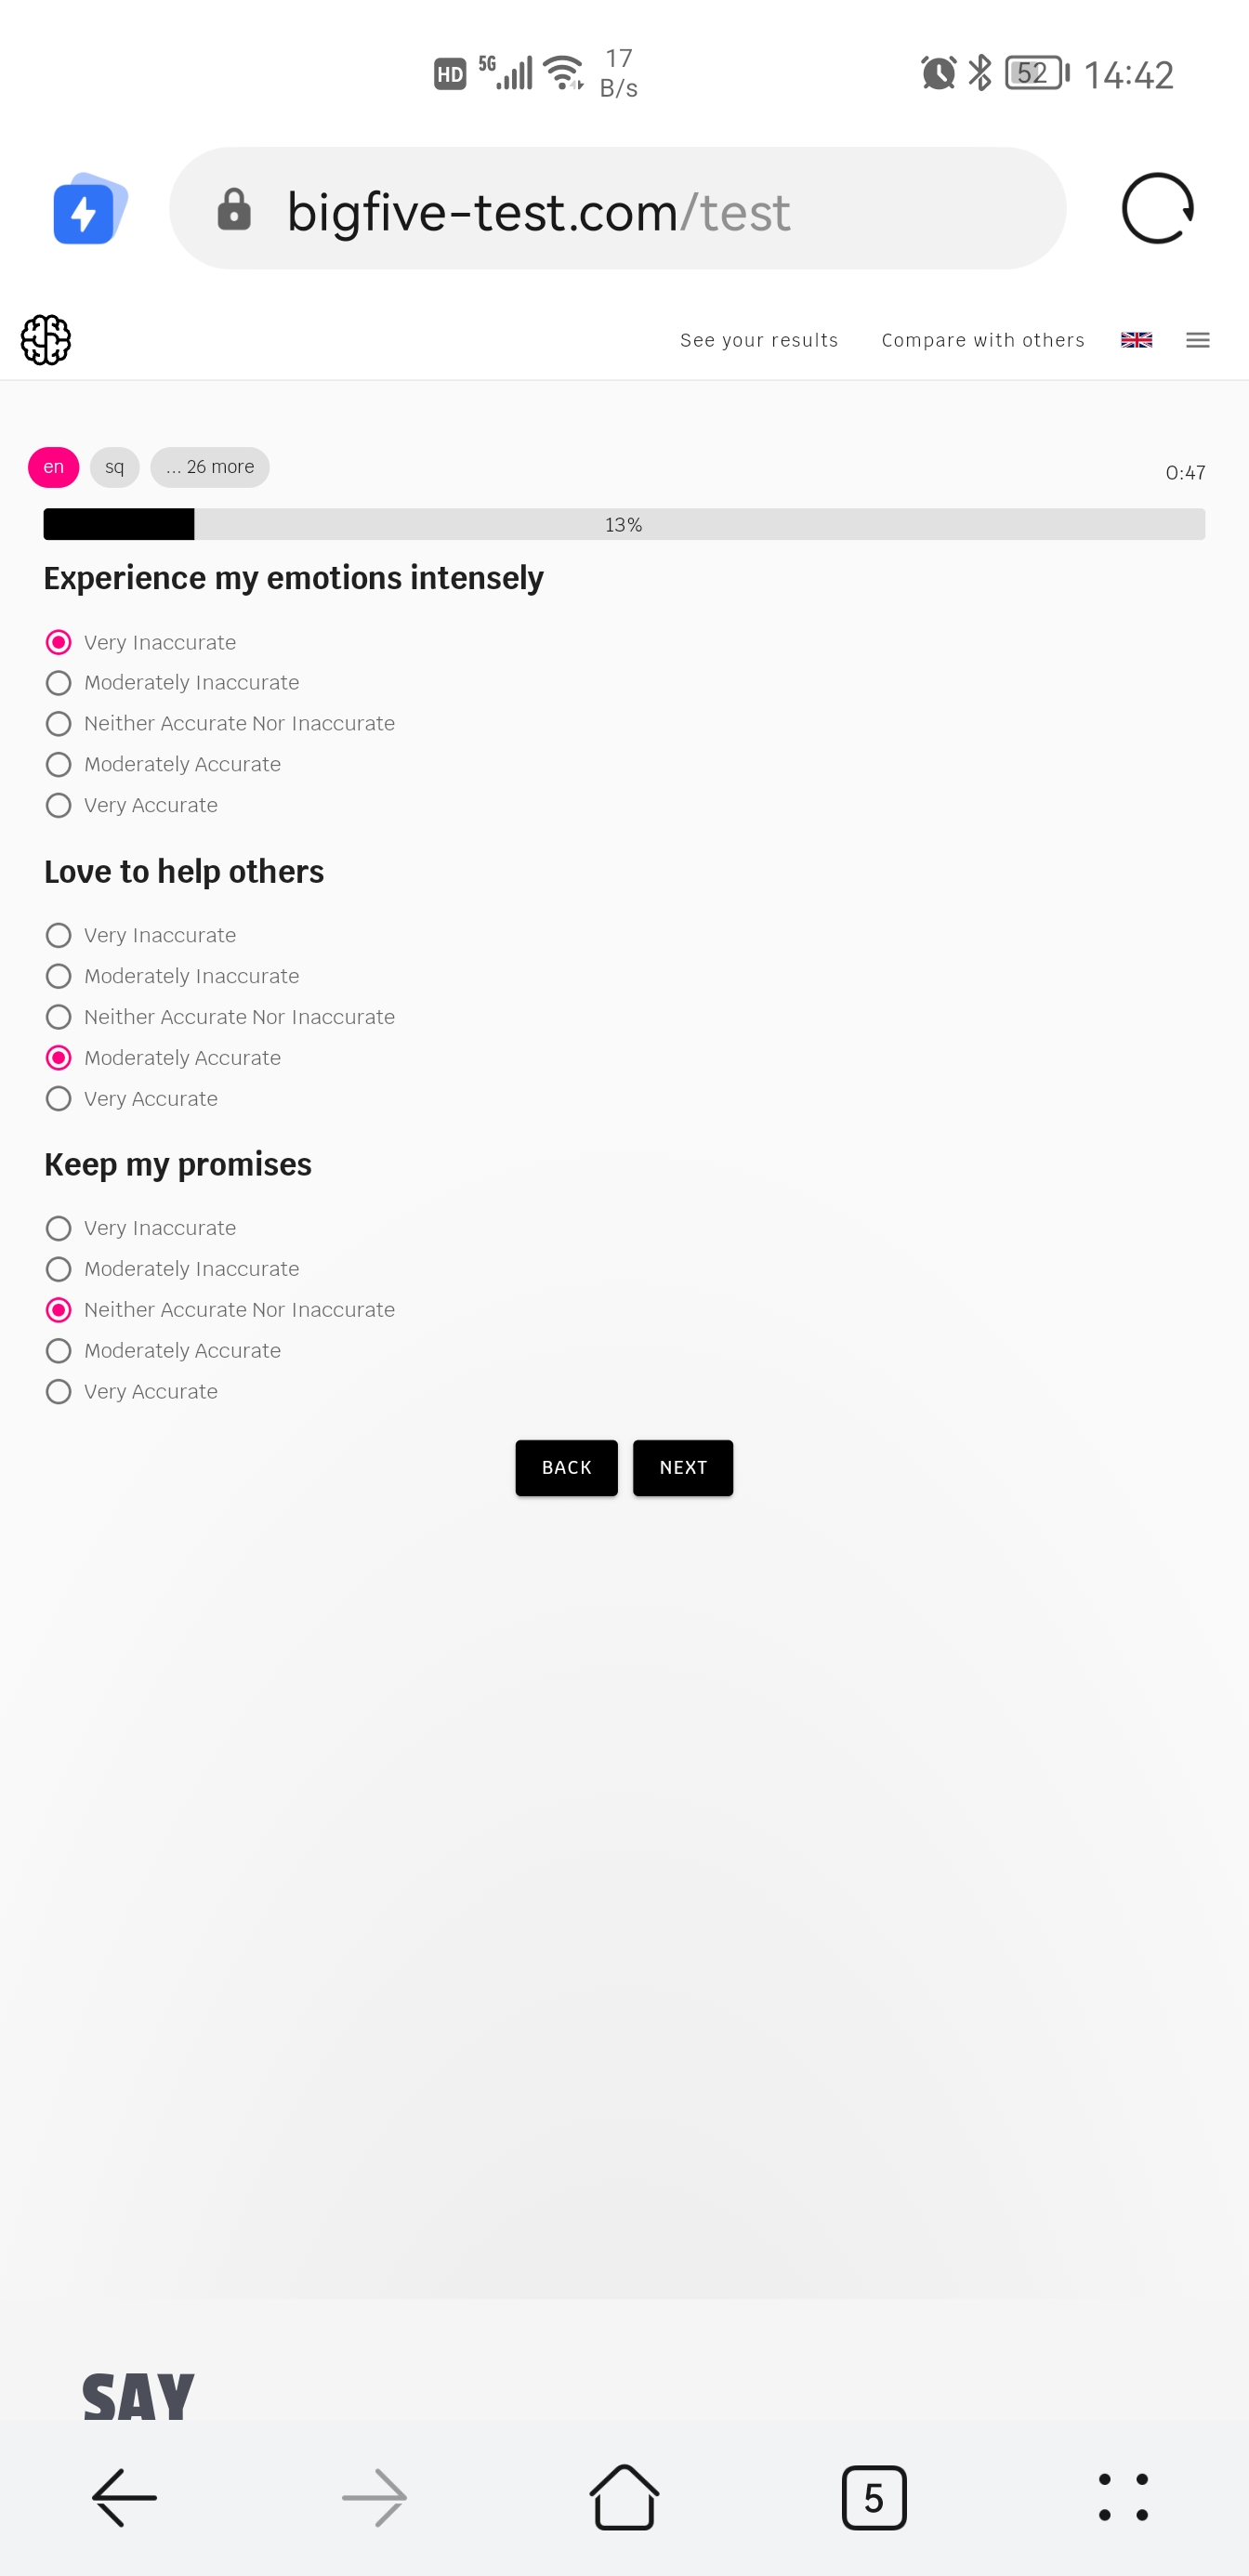 HD 5G 17 B/s 52 14:42
bigfive-test.com/test
See your results Compare with others
en sq ... 26 more 0:47
13%
Experience my emotions intensely
Very Inaccurate
Moderately Inaccurate
Neither Accurate Nor Inaccurate
Moderately Accurate
Very Accurate
Love to help others
Very Inaccurate
Moderately Inaccurate
Neither Accurate Nor Inaccurate
Moderately Accurate
Very Accurate
Keep my promises
Very Inaccurate
Moderately Inaccurate
Neither Accurate Nor Inaccurate
Moderately Accurate
Very Accurate
BACK NEXT
SAY
5